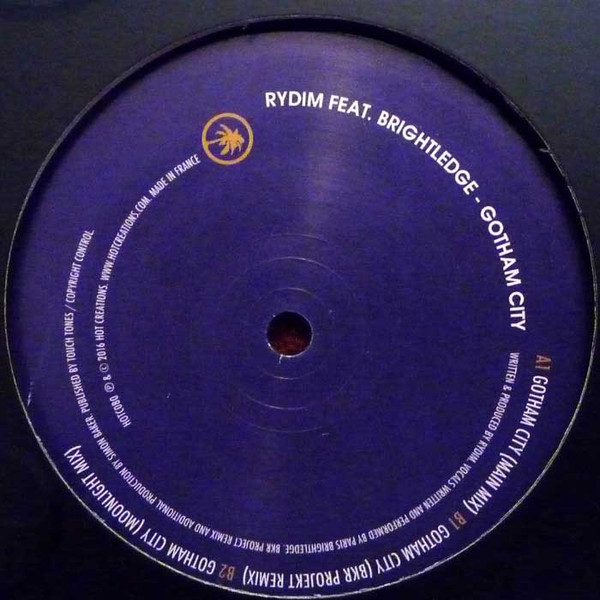 RYDIM FEAT. BRIGHTLEDGE - GOTHAM CITY
A1 GOTHAM CITY (MAIN MIX) B1 GOTHAM CITY (BKR PROJEKT REMIX) B2 GOTHAM CITY (MOONLIGHT MIX)
WRITTEN & PRODUCED BY RYDIM. VOCALS WRITTEN AND PERFORMED BY PARIS BRIGHTLEDGE. BKR PROJECT REMIX AND ADDITIONAL PRODUCTION BY SIMON BAKER. PUBLISHED BY TOUCH TONES / COPYRIGHT CONTROL
HOTC080 ℗ & © 2016 HOT CREATIONS. WWW.HOTCREATIONS.COM. MADE IN FRANCE